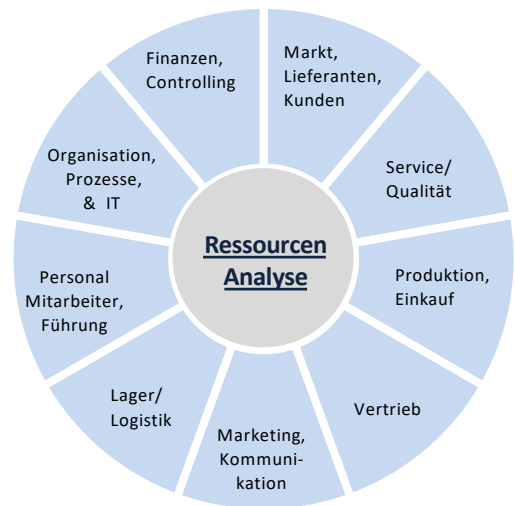 Finanzen,
Controlling
Markt,
Lieferanten,
Kunden
Organisation,
Prozesse,
& IT
Service/
Qualität
Ressourcen
Analyse
Personal
Mitarbeiter,
Führung
Produktion,
Einkauf
Lager/
Logistik
Vertrieb
Marketing,
Kommuni-
kation